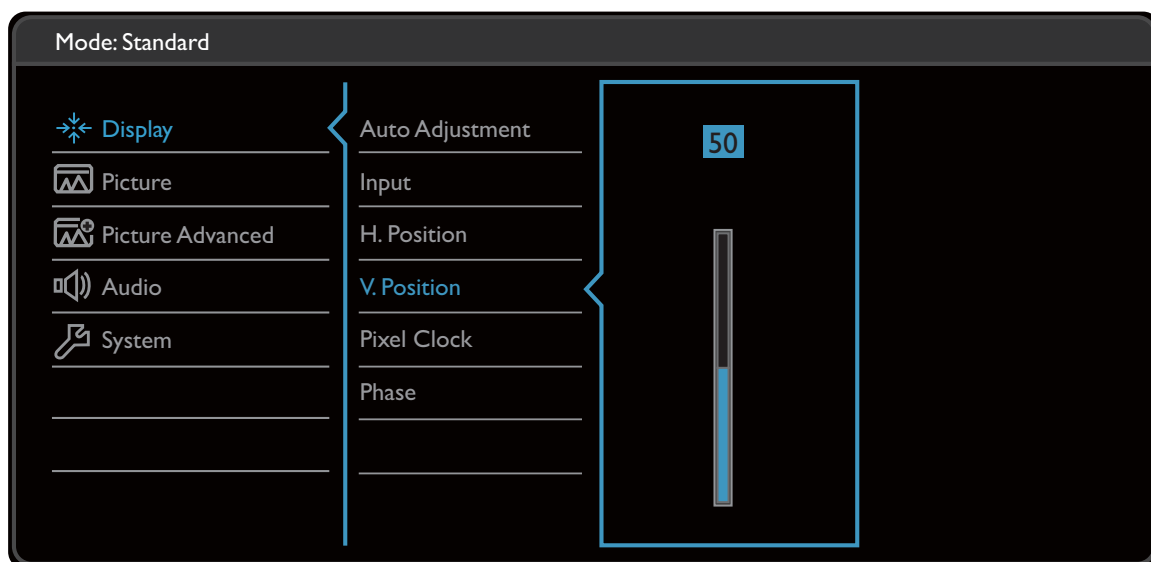 Mode: Standard
Display
Picture
Picture Advanced
Audio
System
Auto Adjustment
Input
H. Position
V. Position
Pixel Clock
Phase
50